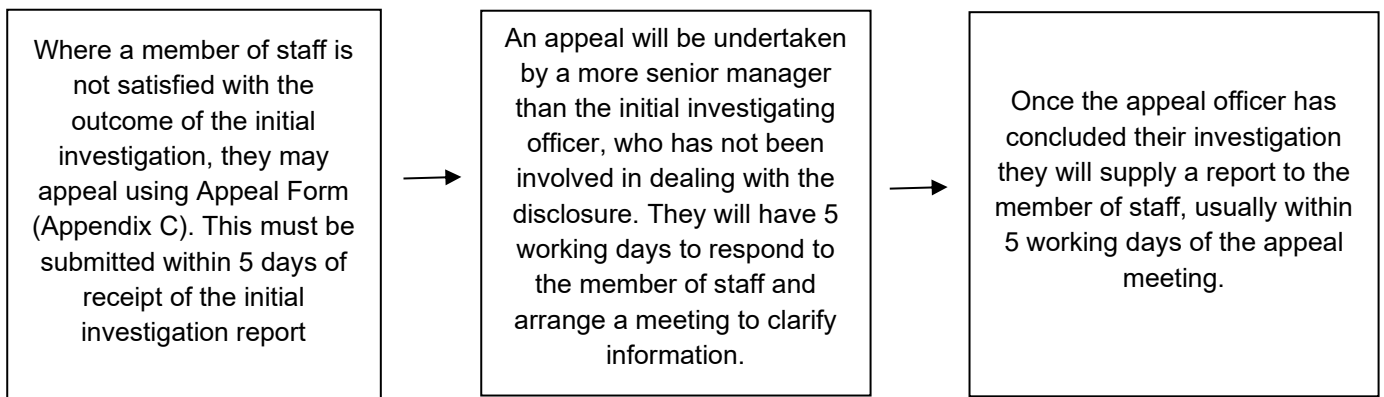 Where a member of staff is
not satisfied with the
outcome of the initial
investigation, they may
appeal using Appeal Form
(Appendix C). This must be
submitted within 5 days of
receipt of the initial
investigation report
An appeal will be undertaken
by a more senior manager
than the initial investigating
officer, who has not been
involved in dealing with the
disclosure. They will have 5
working days to respond to
the member of staff and
arrange a meeting to clarify
information.
Once the appeal officer has
concluded their investigation
they will supply a report to the
member of staff, usually within
5 working days of the appeal
meeting.